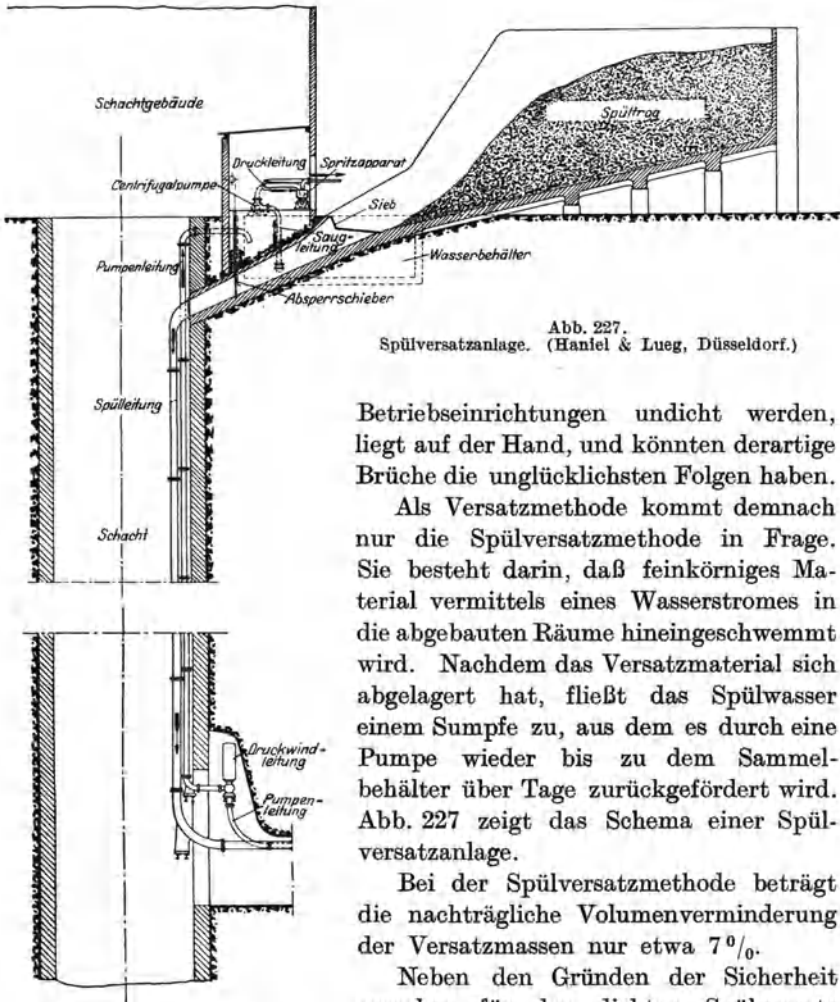 Schachtgebäude
Spültrog
Druckleitung
Spritzapparat
Centrifugalpumpe
Sieb
Saug-
leitung
Pumpenleitung
Wasserbehälter
Absperrschieber
Abb. 227.
Spülversatzanlage. (Haniel & Lueg, Düsseldorf.)
Spülleitung
Schacht
Druckwind-
leitung
Pumpen-
leitung
Betriebseinrichtungen undicht werden,
liegt auf der Hand, und könnten derartige
Brüche die unglücklichsten Folgen haben.
Als Versatzmethode kommt demnach
nur die Spülversatzmethode in Frage.
Sie besteht darin, daß feinkörniges Ma-
terial vermittels eines Wasserstromes in
die abgebauten Räume hineingeschwemmt
wird. Nachdem das Versatzmaterial sich
abgelagert hat, fließt das Spülwasser
einem Sumpfe zu, aus dem es durch eine
Pumpe wieder bis zu dem Sammel-
behälter über Tage zurückgefördert wird.
Abb. 227 zeigt das Schema einer Spül-
versatzanlage.
Bei der Spülversatzmethode beträgt
die nachträgliche Volumenverminderung
der Versatzmassen nur etwa 7 %.
Neben den Gründen der Sicherheit